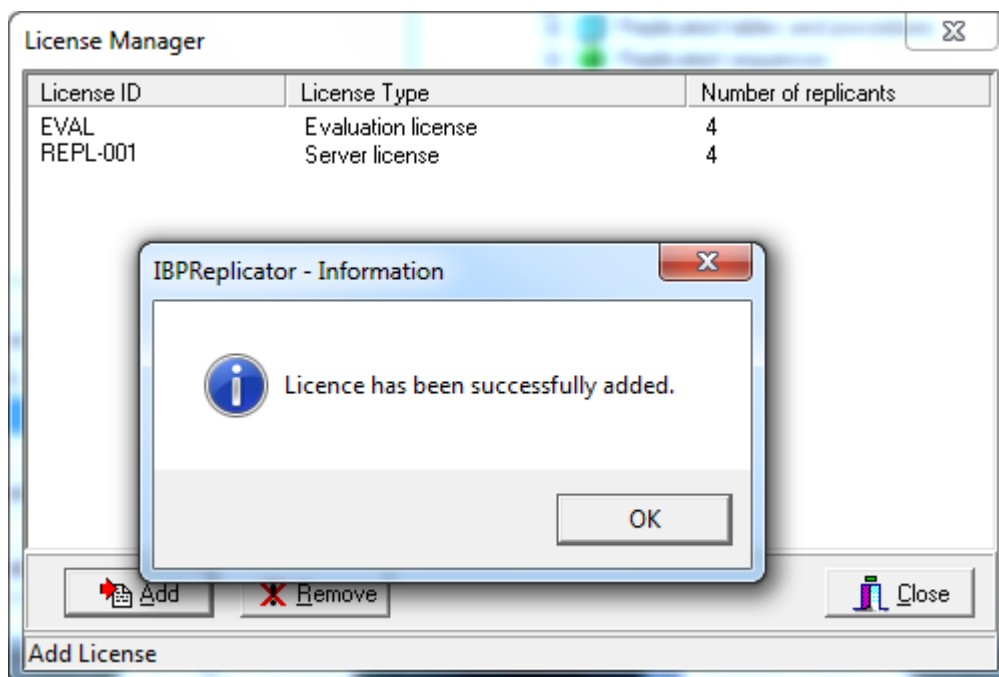 License Manager
License ID License Type Number of replicants
EVAL Evaluation license 4
REPL-001 Server license 4
IBPReplicator - Information
Licence has been successfully added.
OK
Add Remove Close
Add License